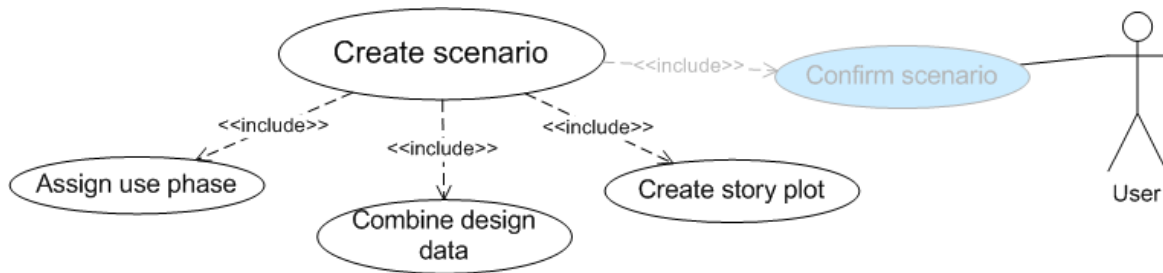 Create scenario
<<include>>
Confirm scenario
<<include>>
<<include>>
<<include>>
Assign use phase
Create story plot
User
Combine design
data